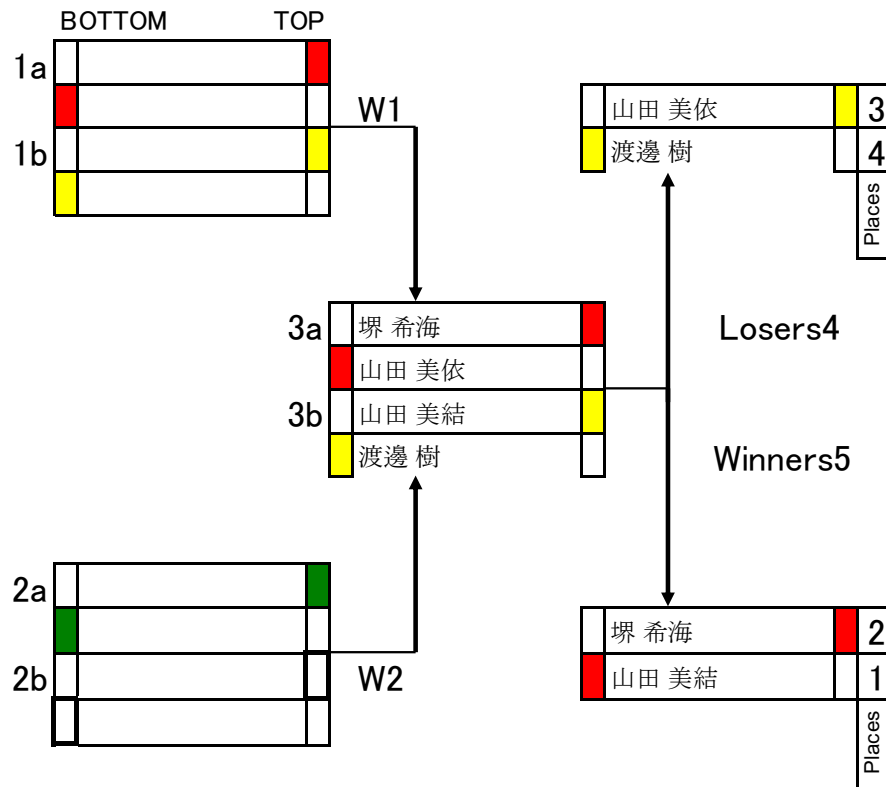 BOTTOM TOP
1a
W1
1b
山田 美依 3
渡邊 樹 4
Places
3a 堺 希海
山田 美依
3b 山田 美結
渡邊 樹
Losers4
Winners5
2a
2b W2
堺 希海 2
山田 美結 1
Places